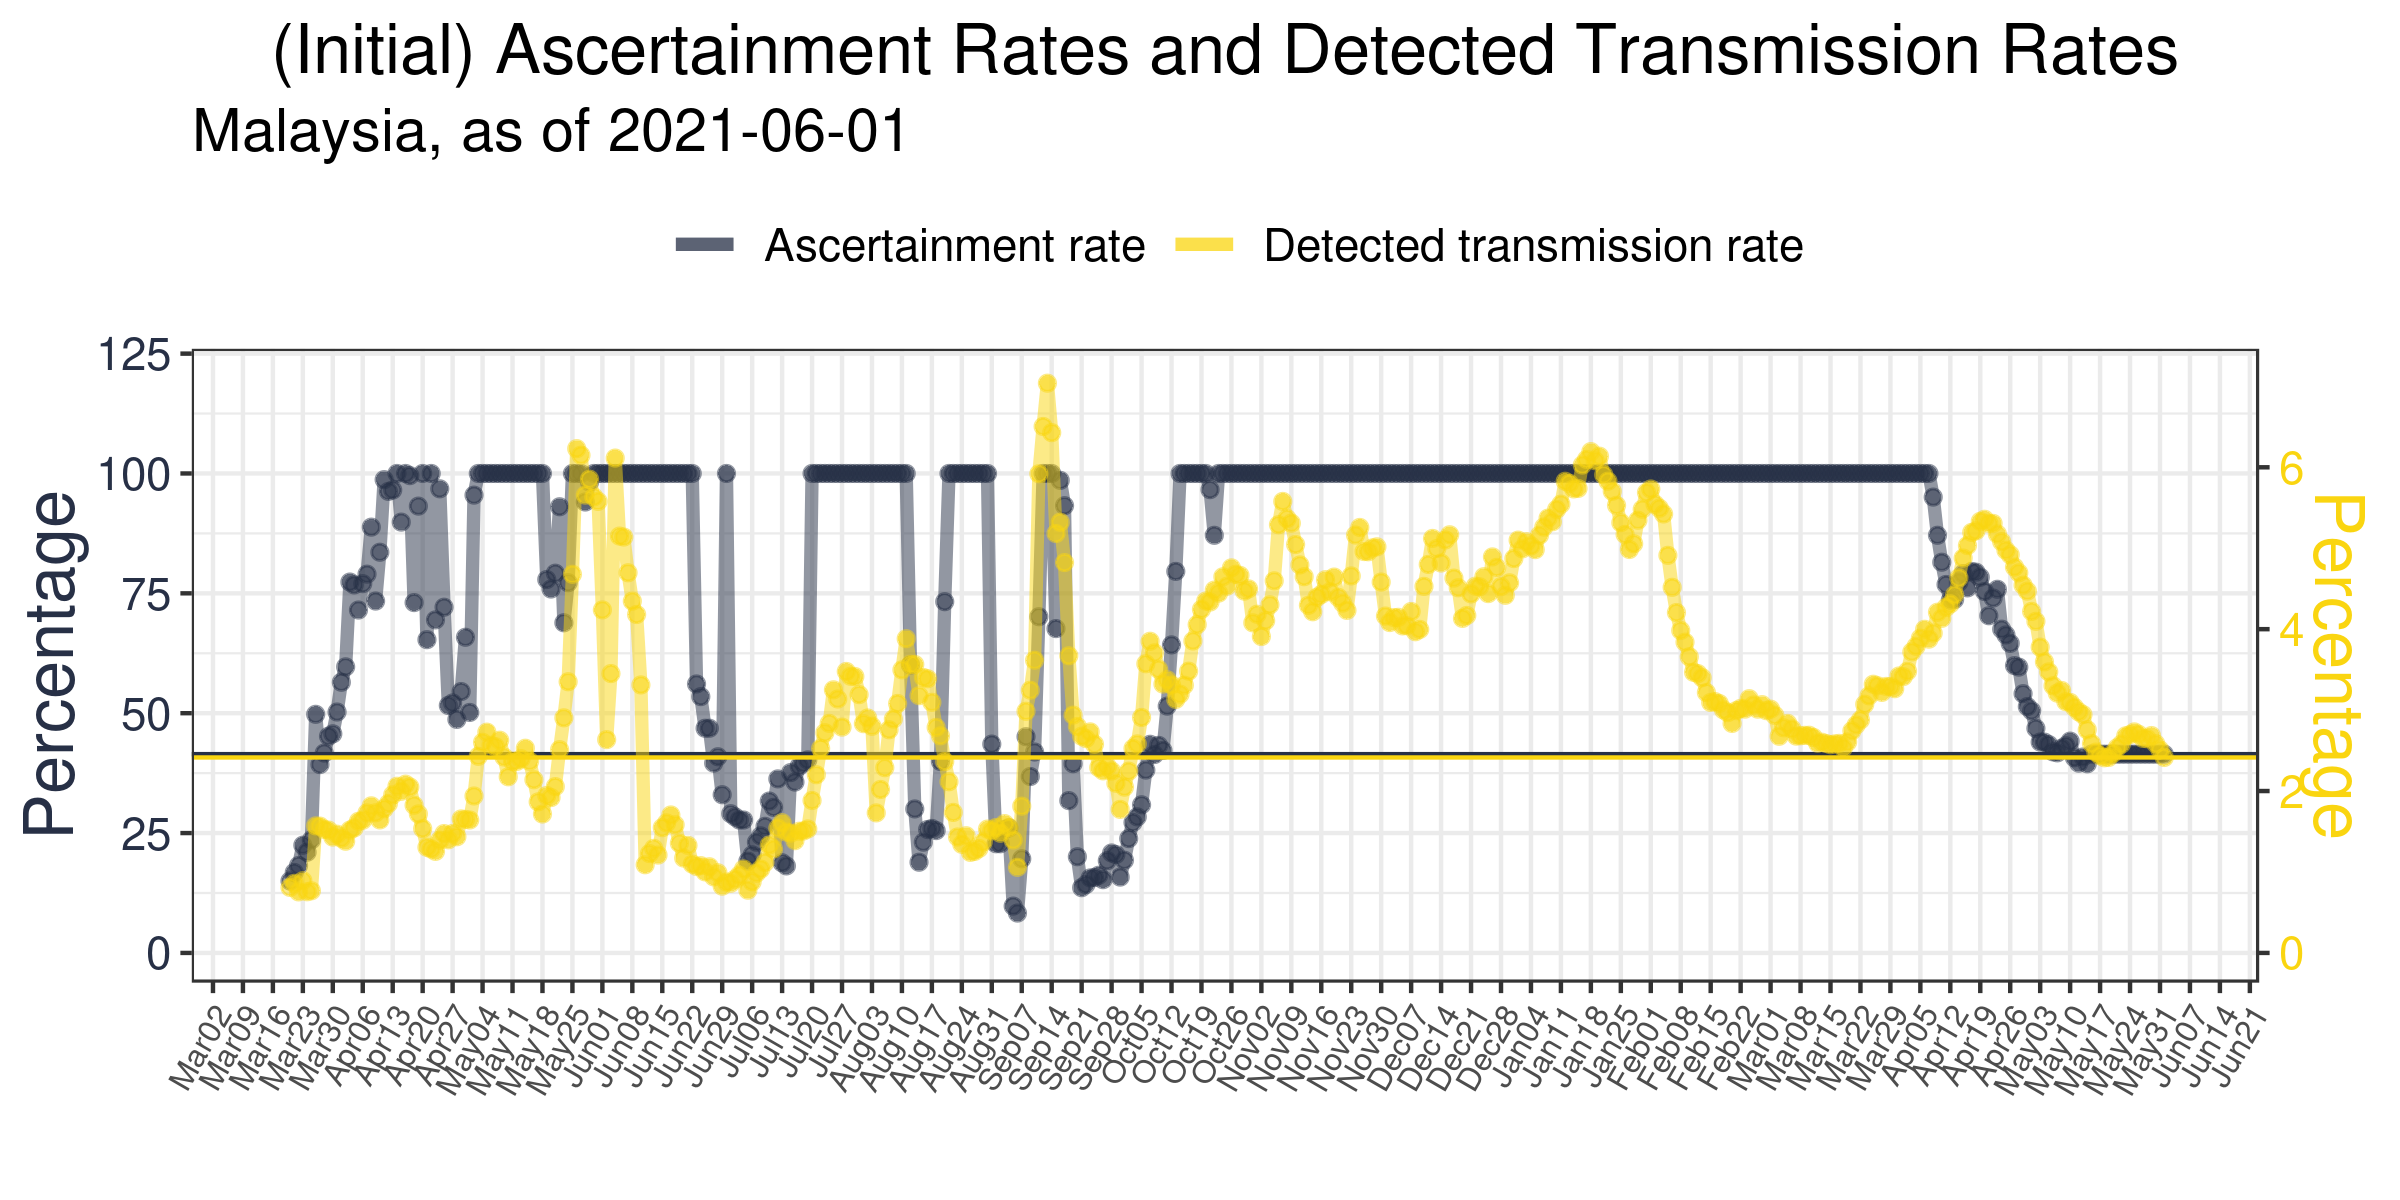 (Initial) Ascertainment Rates and Detected Transmission Rates
Malaysia, as of 2021-06-01
Ascertainment rate Detected transmission rate
Percentage
125
100
75
50
25
0
6
4
2
0
Percentage
Mar02 Mar09 Mar16 Mar23 Mar30 Apr06 Apr13 Apr20 Apr27 May04 May11 May18 May25 Jun01 Jun08 Jun15 Jun22 Jun29 Jul06 Jul13 Jul20 Jul27 Aug03 Aug10 Aug17 Aug24 Aug31 Sep07 Sep14 Sep21 Sep28 Oct05 Oct12 Oct19 Oct26 Nov02 Nov09 Nov16 Nov23 Nov30 Dec07 Dec14 Dec21 Dec28 Jan04 Jan11 Jan18 Jan25 Feb01 Feb08 Feb15 Feb22 Mar01 Mar08 Mar15 Mar22 Mar29 Apr05 Apr12 Apr19 Apr26 May03 May10 May17 May24 May31 Jun07 Jun14 Jun21